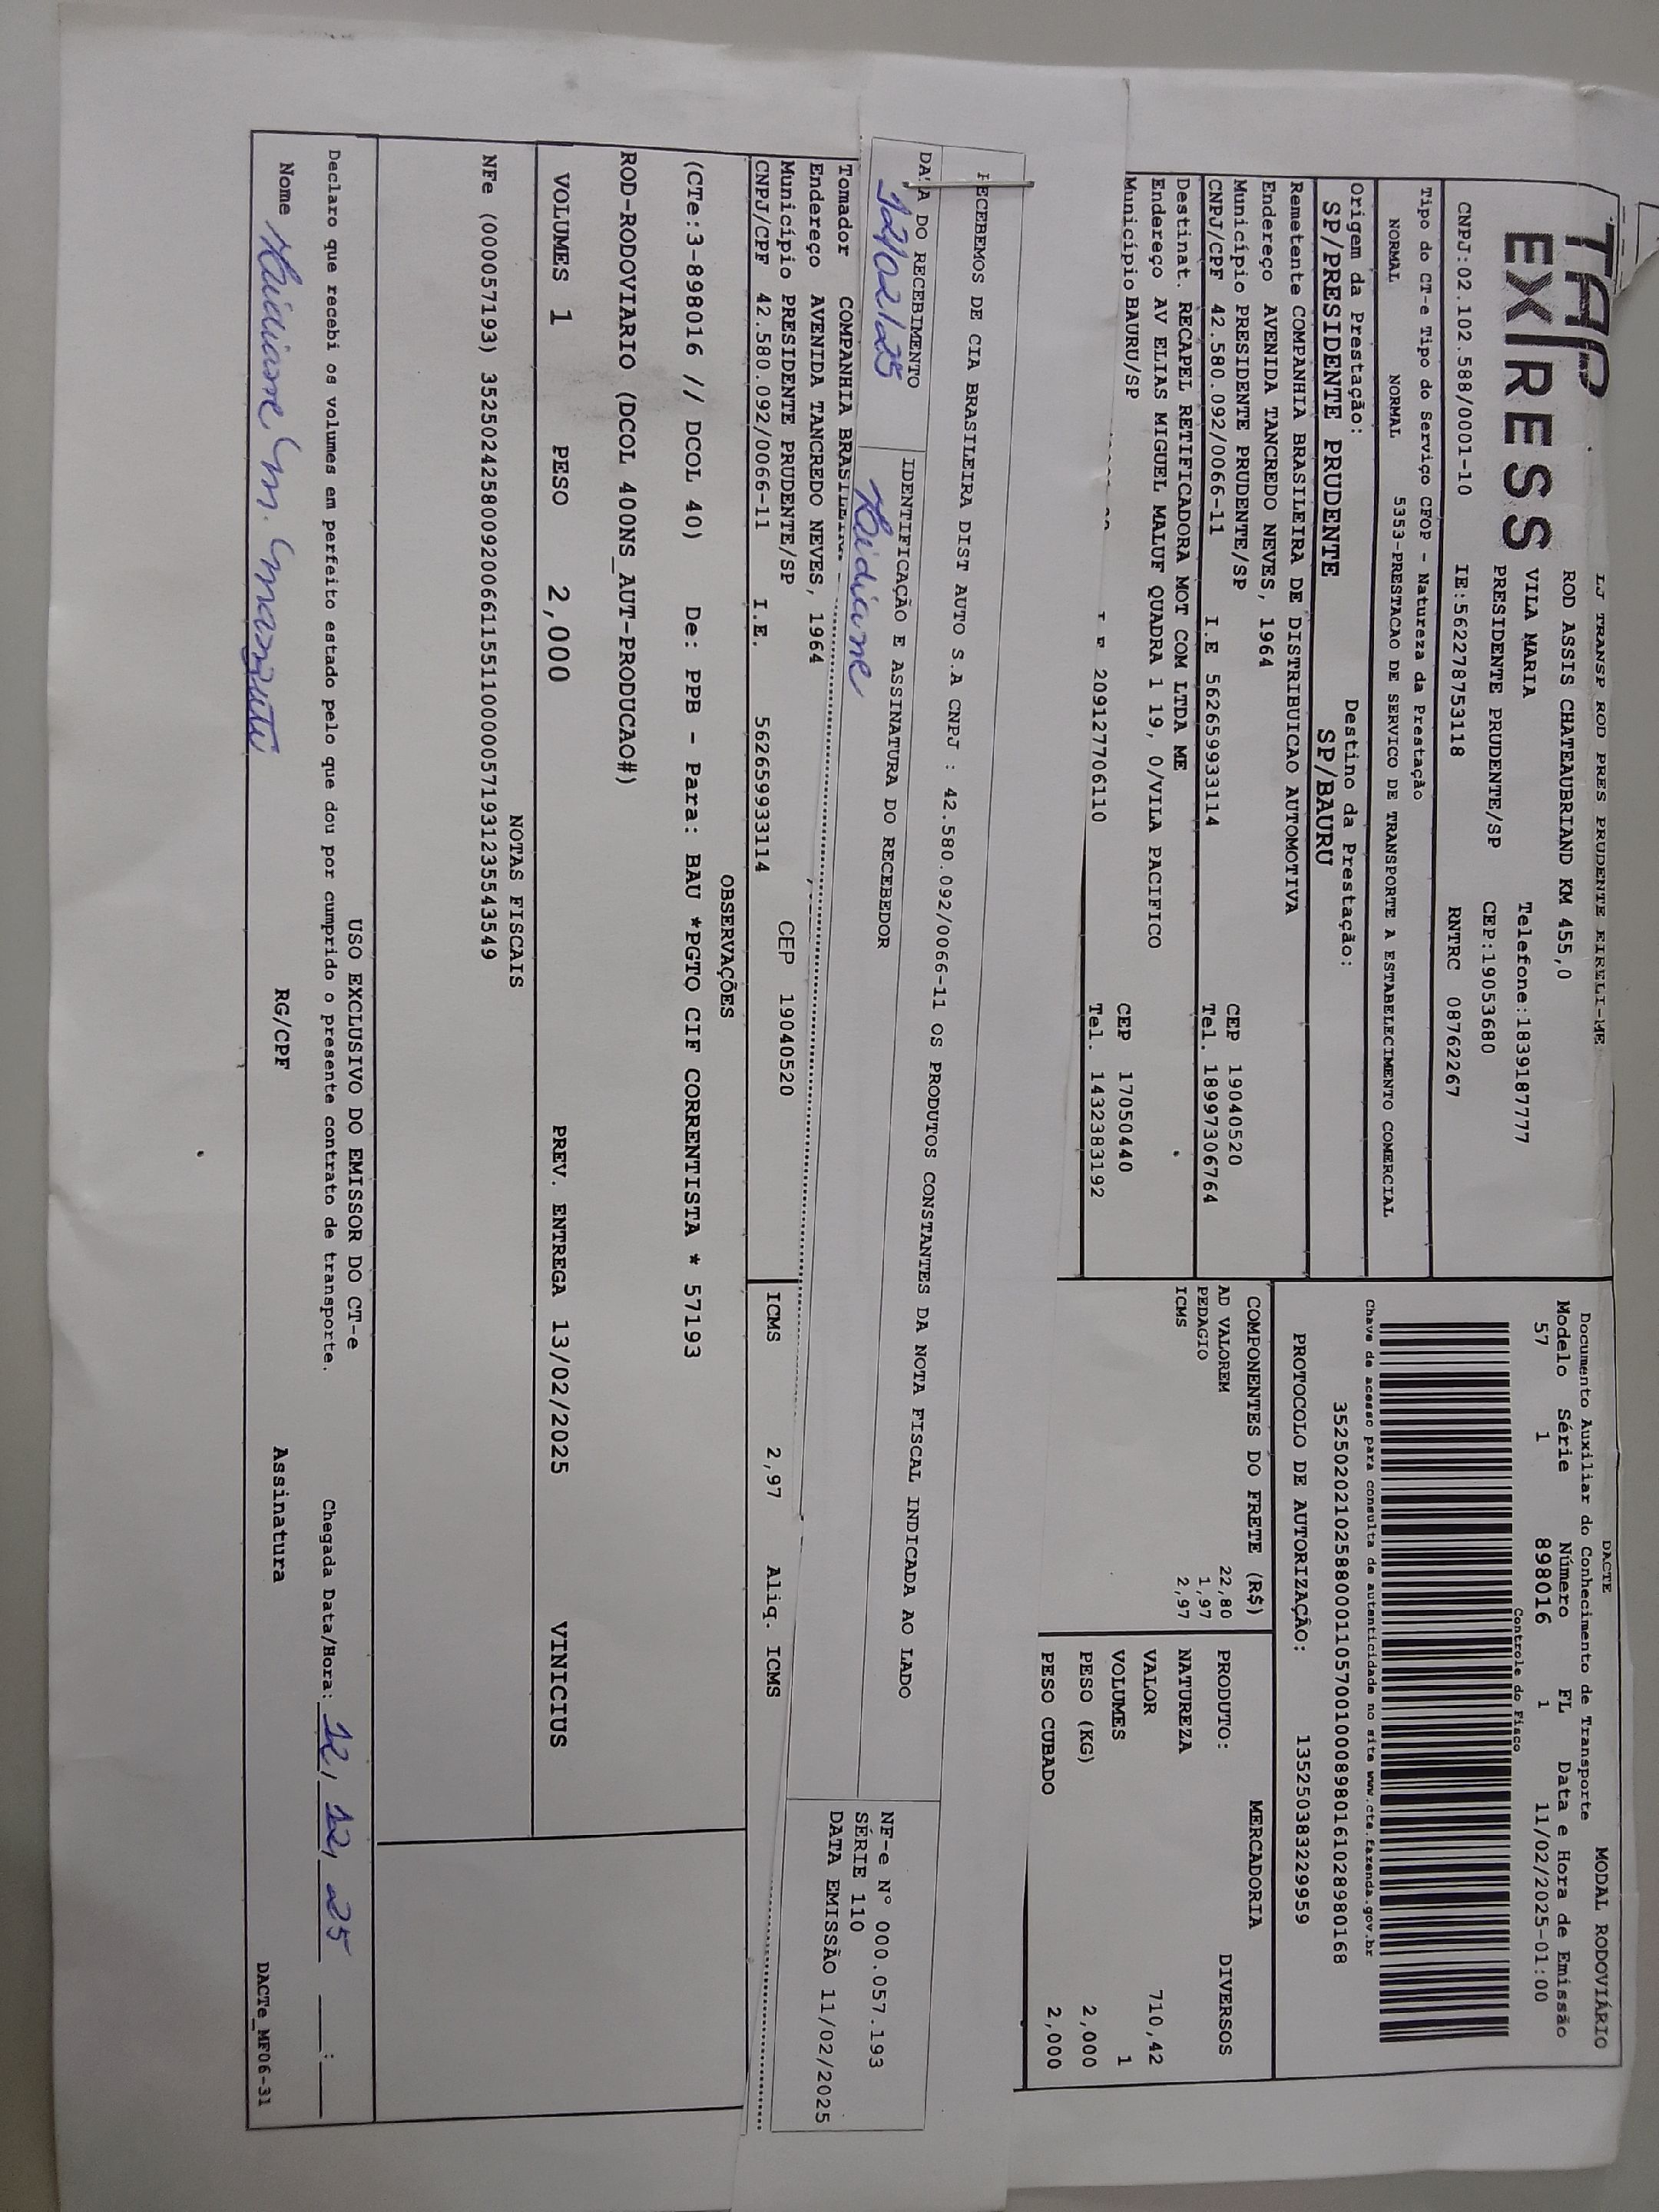 TAP
EXPRESS
LJ TRANSP ROD PRES PRUDENTE EIRELI-ME
ROD ASSIS CHATEAUBRIAND KM 455,0
VILA MARIA Telefone:1839187777
PRESIDENTE PRUDENTE/SP CEP:19053680
CNPJ:02.102.588/0001-10 IE:562278753118 RNTRC 08762267
Tipo do CT-e Tipo do Serviço CFOP - Natureza da Prestação
NORMAL NORMAL 5353-PRESTACAO DE SERVICO DE TRANSPORTE A ESTABELECIMENTO COMERCIAL
Origem da Prestação: Destino da Prestação:
SP/PRESIDENTE PRUDENTE SP/BAURU
Remetente COMPANHIA BRASILEIRA DE DISTRIBUICAO AUTOMOTIVA
Endereço AVENIDA TANCREDO NEVES, 1964
Município PRESIDENTE PRUDENTE/SP CEP 19040520
CNPJ/CPF 42.580.092/0066-11 I.E 562659933114 Tel. 18997306764
Destinat. RECAPEL RETIFICADORA MOT COM LTDA ME
Endereço AV ELIAS MIGUEL MALUF QUADRA 1 19, 0/VILA PACIFICO
Município BAURU/SP CEP 17050440
209127706110 Tel. 1432383192
DACTE MODAL RODOVIÁRIO
Documento Auxiliar do Conhecimento de Transporte
Modelo Série Número FL Data e Hora de Emissão
57 1 898016 1 11/02/2025-01:00
Controle do Fisco
Chave de acesso para consulta de autenticidade no site www.cte.fazenda.gov.br
35250202102588000110570010008980161028980168
PROTOCOLO DE AUTORIZAÇÃO: 135250383229959
COMPONENTES DO FRETE (R$)
AD VALOREM 22,80
PEDAGIO 1,97
ICMS 2,97
MERCADORIA
PRODUTO: DIVERSOS
NATUREZA
VALOR 710,42
VOLUMES 1
PESO (KG) 2,000
PESO CUBADO 2,000
RECEBEMOS DE CIA BRASILEIRA DIST AUTO S.A CNPJ : 42.580.092/0066-11 OS PRODUTOS CONSTANTES DA NOTA FISCAL INDICADA AO LADO
DATA DO RECEBIMENTO IDENTIFICAÇÃO E ASSINATURA DO RECEBEDOR
12/02/25
NF-e Nº 000.057.193
SÉRIE 110
DATA EMISSÃO 11/02/2025
Tomador COMPANHIA BRASILEIRA
Endereço AVENIDA TANCREDO NEVES, 1964
Município PRESIDENTE PRUDENTE/SP CEP 19040520
CNPJ/CPF 42.580.092/0066-11 I.E. 562659933114
ICMS 2,97 Aliq. ICMS
OBSERVAÇÕES
(CTe:3-898016 // DCOL 40) De: PPB - Para: BAU *PGTO CIF CORRENTISTA * 57193
ROD-RODOVIARIO (DCOL 400NS_AUT-PRODUCAO#)
VOLUMES 1 PESO 2,000 PREV. ENTREGA 13/02/2025 VINICIUS
NOTAS FISCAIS
NFe (000057193) 35250242580092006611551100000571931235543549
USO EXCLUSIVO DO EMISSOR DO CT-e
Declaro que recebi os volumes em perfeito estado pelo que dou por cumprido o presente contrato de transporte. Chegada Data/Hora: 12, 12, 25 :
Nome RG/CPF Assinatura
DACTe_MF06-31